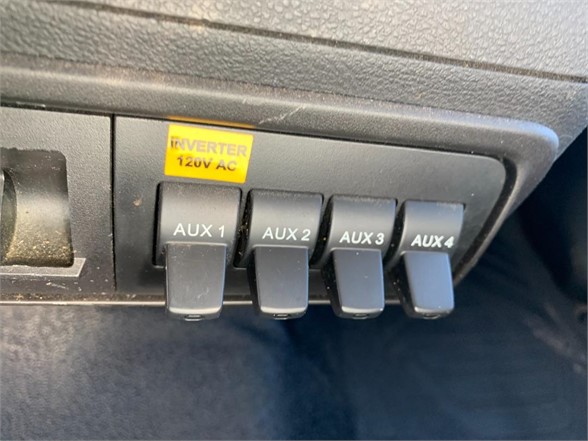 INVERTER
120V AC
AUX 1
AUX 2
AUX 3
AUX 4